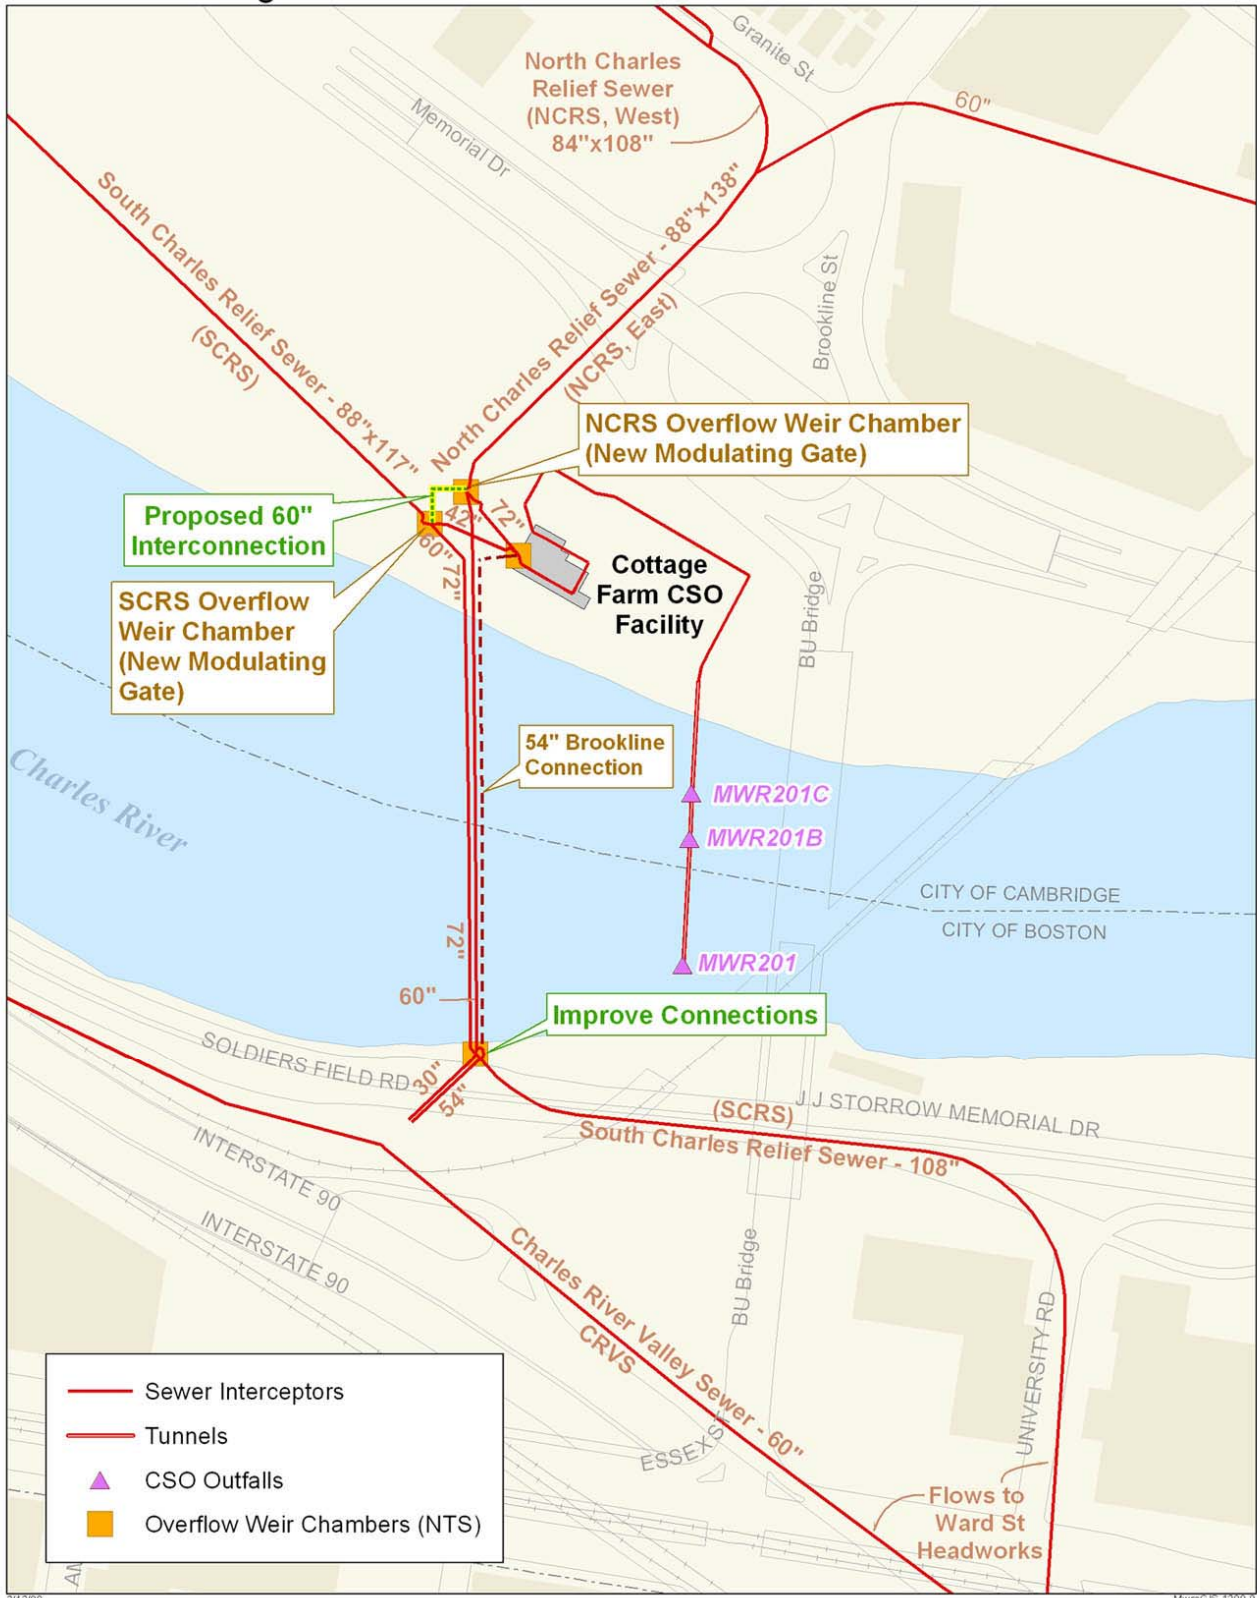 Granite St
North Charles
Relief Sewer
(NCRS, West)
84"x108"
60"
Memorial Dr
South Charles Relief Sewer - 88"x117"
(SCRS)
North Charles Relief Sewer - 88"x138"
(NCRS, East)
Brookline St
NCRS Overflow Weir Chamber
(New Modulating Gate)
Proposed 60"
Interconnection
42"
72"
60"
72"
Cottage
Farm CSO
Facility
SCRS Overflow
Weir Chamber
(New Modulating
Gate)
BU Bridge
54" Brookline
Connection
Charles River
MWR201C
MWR201B
CITY OF CAMBRIDGE
CITY OF BOSTON
72"
MWR201
60"
Improve Connections
SOLDIERS FIELD RD
30"
54"
(SCRS)
J J STORROW MEMORIAL DR
South Charles Relief Sewer - 108"
INTERSTATE 90
INTERSTATE 90
Charles River Valley Sewer - 60"
CRVS
BU Bridge
UNIVERSITY RD
ESSEX ST
Flows to
Ward St
Headworks
Sewer Interceptors
Tunnels
CSO Outfalls
Overflow Weir Chambers (NTS)